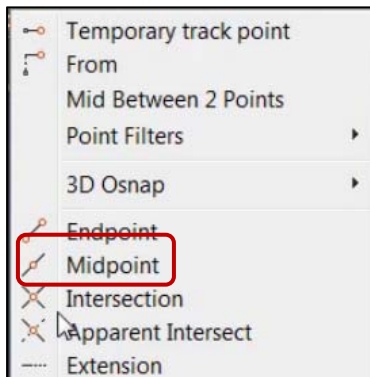 Temporary track point
From
Mid Between 2 Points
Point Filters
3D Osnap
Endpoint
Midpoint
Intersection
Apparent Intersect
Extension